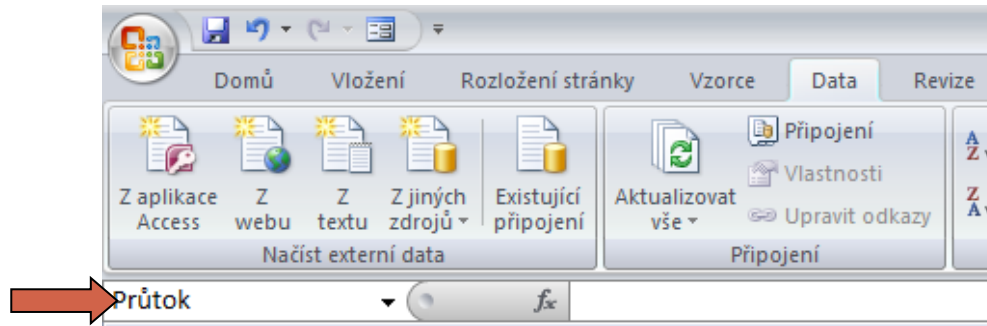 Domů Vložení Rozložení stránky Vzorce Data Revize
Z aplikace Access
Z webu
Z textu
Z jiných zdrojů
Existující připojení
Aktualizovat vše
Připojení
Vlastnosti
Upravit odkazy
A
Z
Z
A
Načíst externí data
Připojení
Průtok
fx